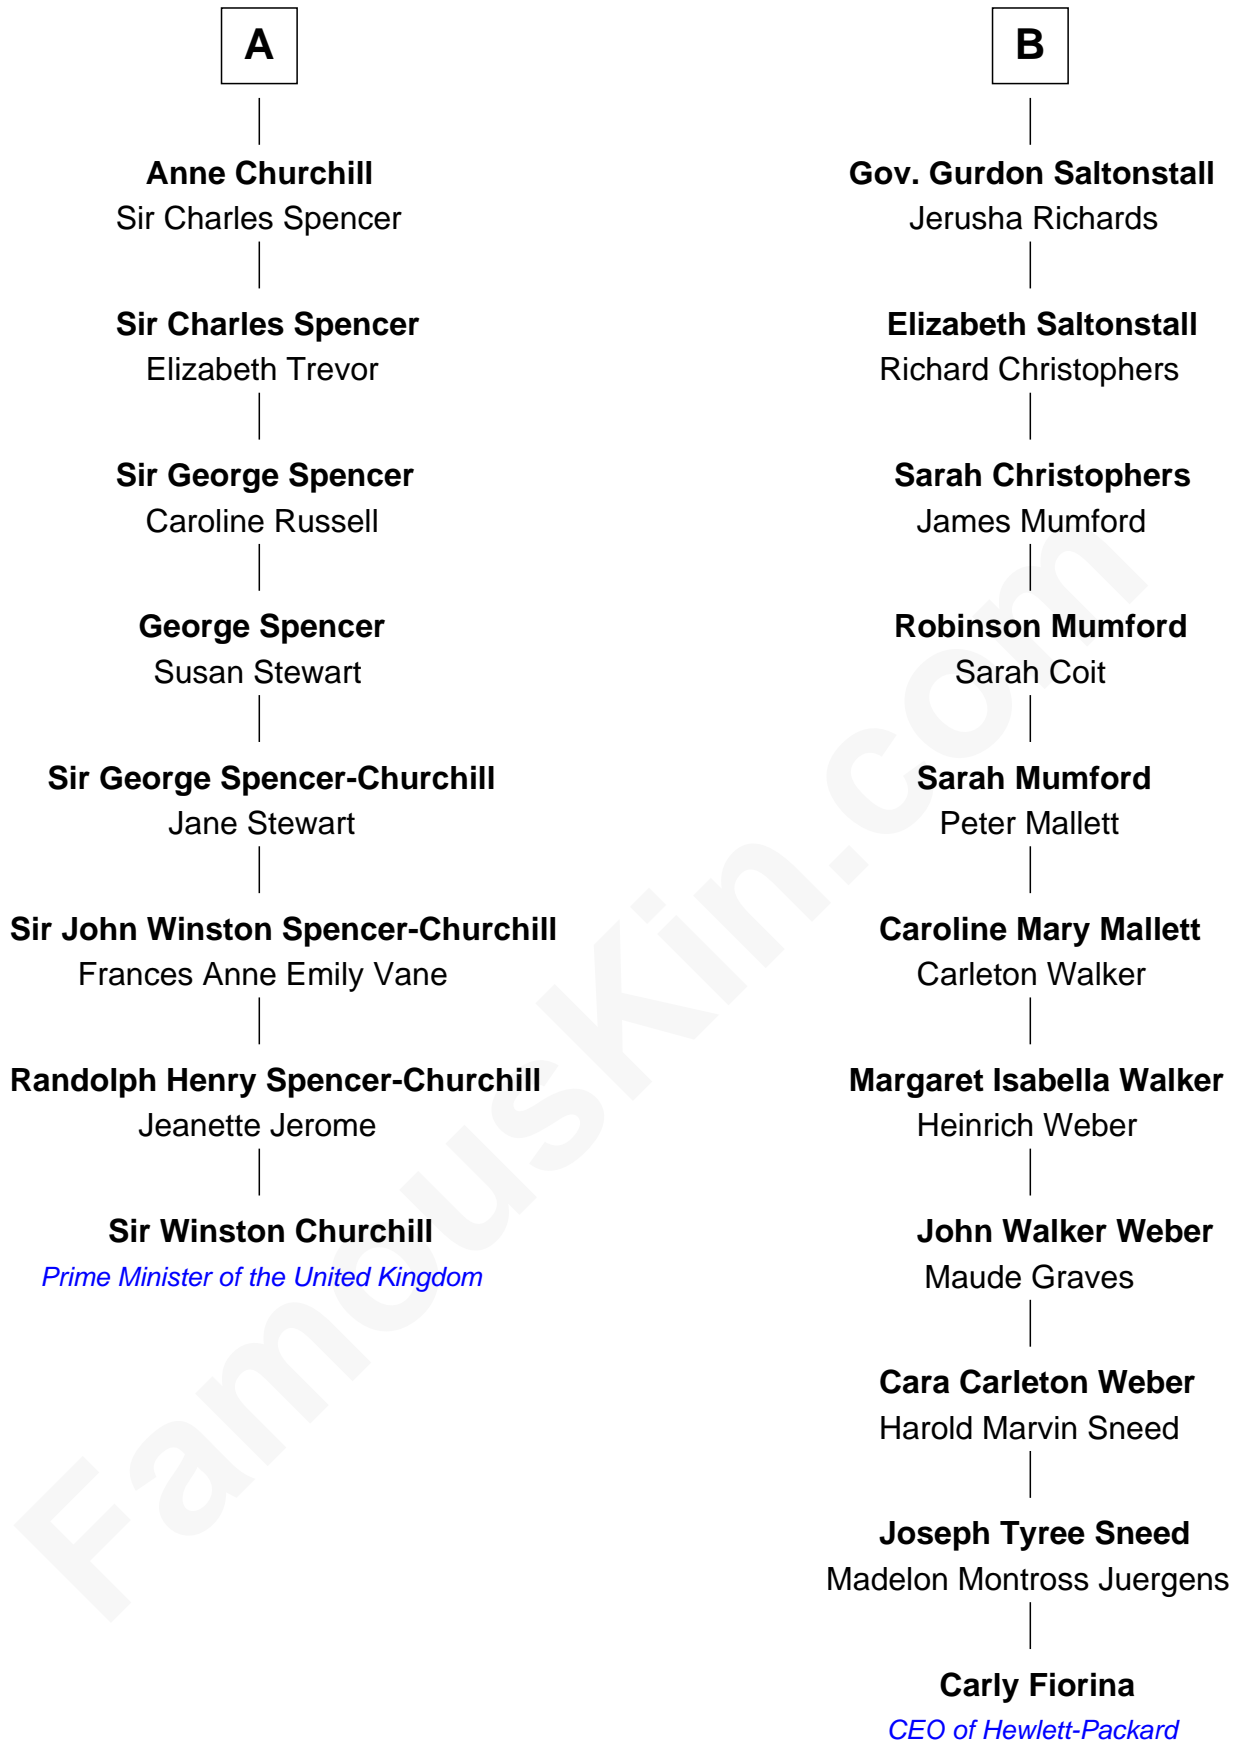 A
Anne Churchill
Sir Charles Spencer
Sir Charles Spencer
Elizabeth Trevor
Sir George Spencer
Caroline Russell
George Spencer
Susan Stewart
Sir George Spencer-Churchill
Jane Stewart
Sir John Winston Spencer-Churchill
Frances Anne Emily Vane
Randolph Henry Spencer-Churchill
Jeanette Jerome
Sir Winston Churchill
Prime Minister of the United Kingdom
B
Gov. Gurdon Saltonstall
Jerusha Richards
Elizabeth Saltonstall
Richard Christophers
Sarah Christophers
James Mumford
Robinson Mumford
Sarah Coit
Sarah Mumford
Peter Mallett
Caroline Mary Mallett
Carleton Walker
Margaret Isabella Walker
Heinrich Weber
John Walker Weber
Maude Graves
Cara Carleton Weber
Harold Marvin Sneed
Joseph Tyree Sneed
Madelon Montross Juergens
Carly Fiorina
CEO of Hewlett-Packard
FamousKin.com